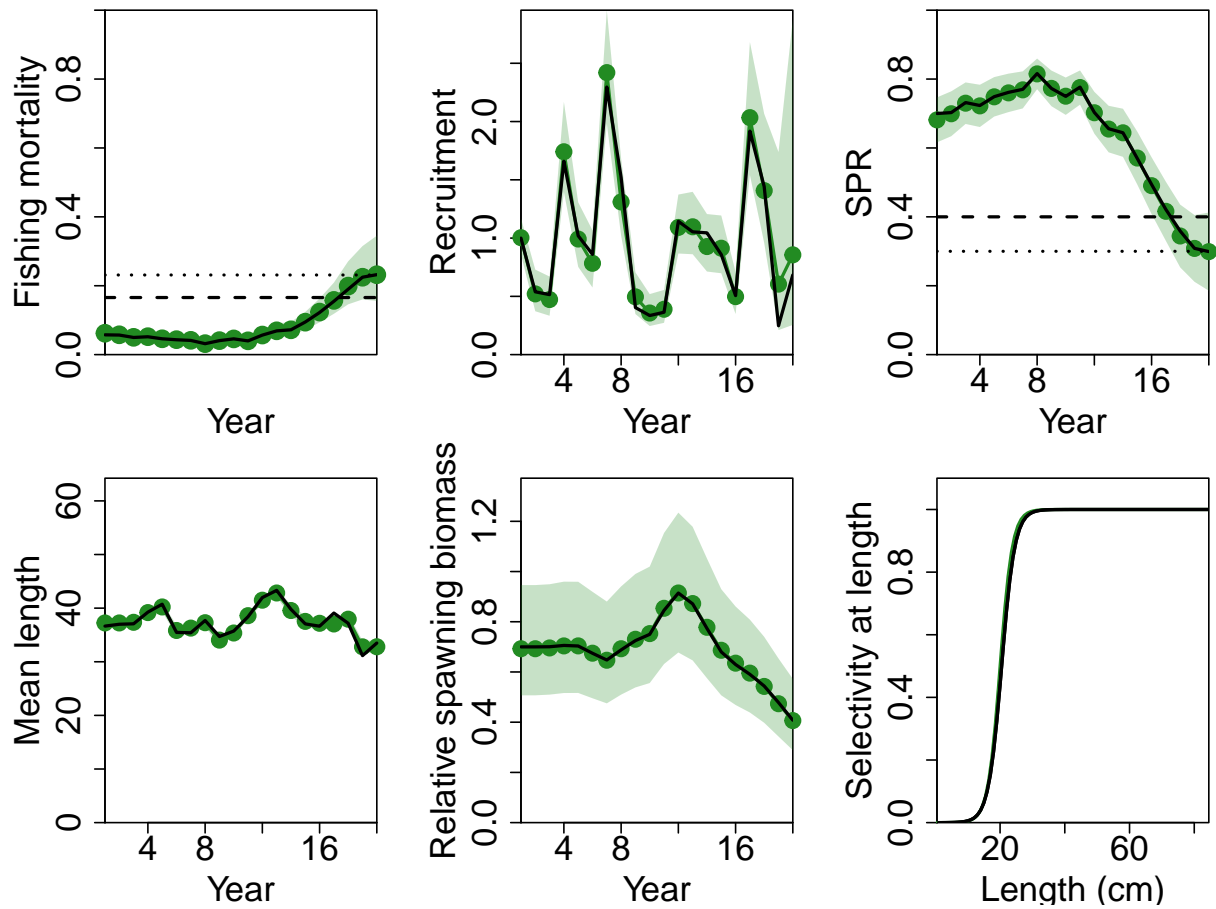 Fishing mortality
0.0 0.4 0.8
Year
Recruitment
0.0 1.0 2.0
4 8 16
Year
SPR
0.0 0.4 0.8
4 8 16
Year
Mean length
0 20 40 60
4 8 16
Year
Relative spawning biomass
0.0 0.4 0.8 1.2
4 8 16
Year
Selectivity at length
0.0 0.4 0.8
20 60
Length (cm)